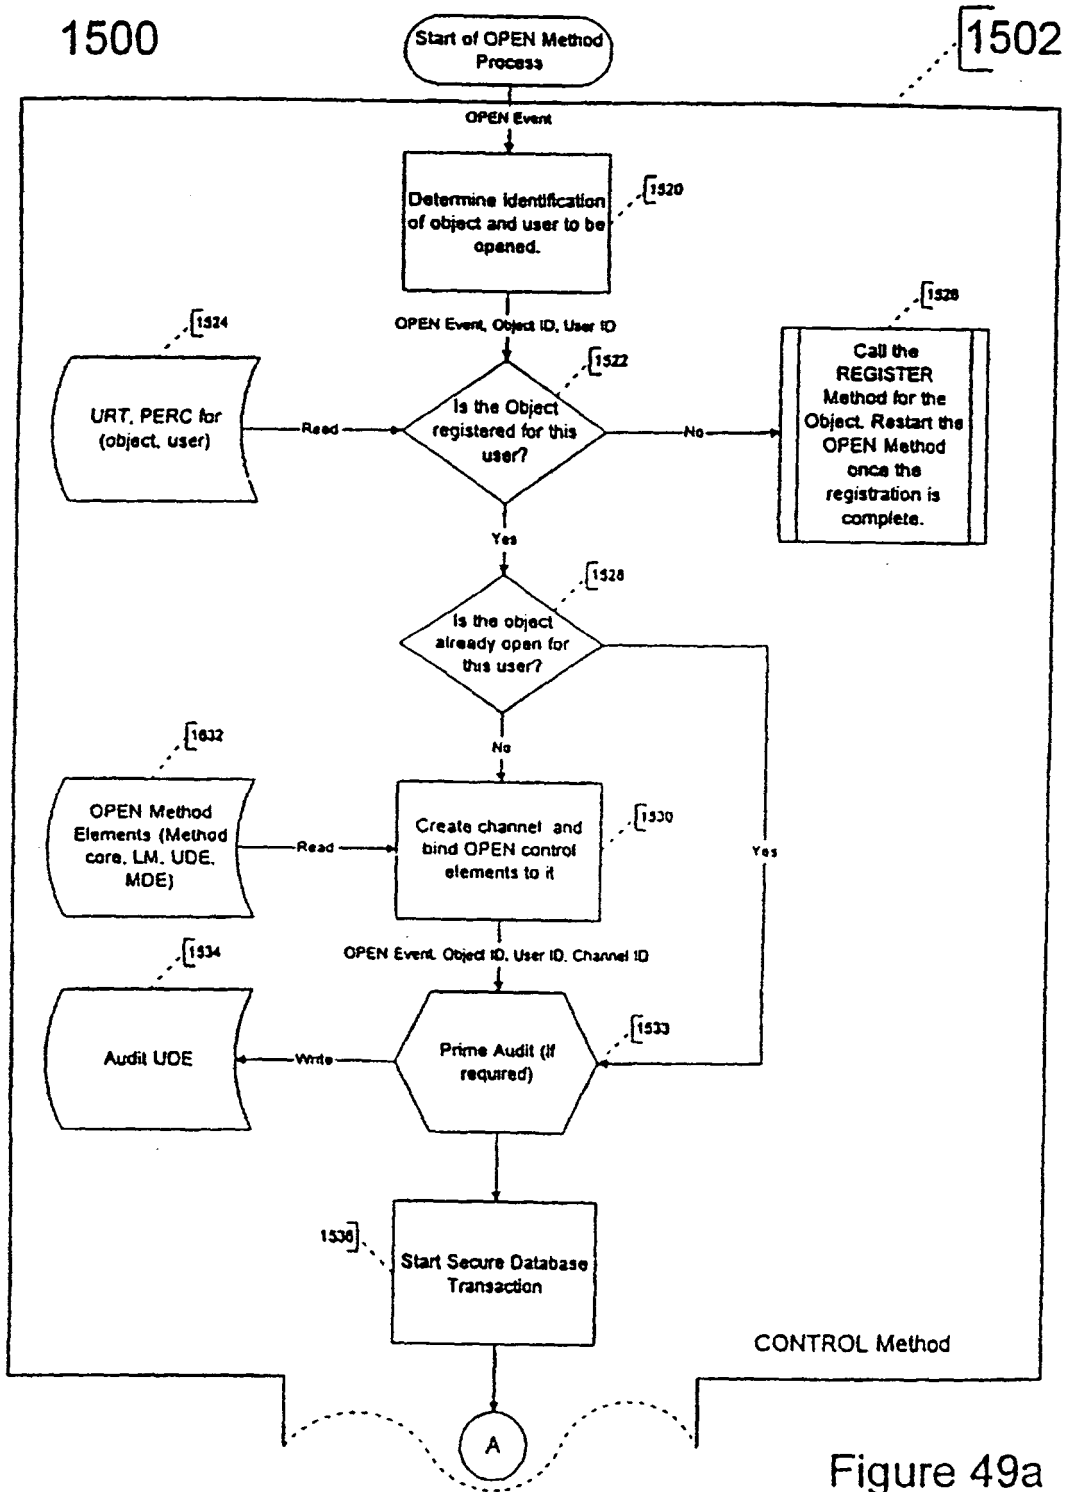 1500
Start of OPEN Method
Process
1502
OPEN Event
Determine Identification
of object and user to be
opened.
1520
OPEN Event, Object ID, User ID
1524
URT, PERC for
(object, user)
Read
1522
Is the Object
registered for this
user?
No
1526
Call the
REGISTER
Method for the
Object. Restart the
OPEN Method
once the
registration is
complete.
Yes
1528
Is the object
already open for
this user?
No
Yes
1532
OPEN Method
Elements (Method
core, LM, UDE,
MDE)
Read
Create channel and
bind OPEN control
elements to it
1530
OPEN Event, Object ID, User ID, Channel ID
1534
Audit UDE
Write
Prime Audit (if
required)
1533
1536
Start Secure Database
Transaction
CONTROL Method
A
Figure 49a